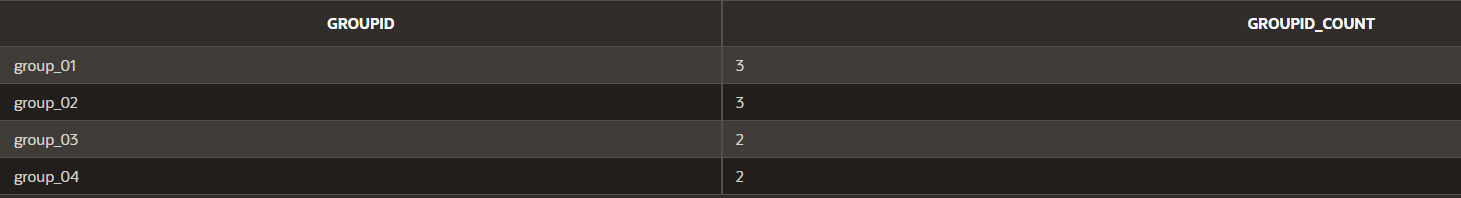 GROUPID GROUPID_COUNT
group_01 3
group_02 3
group_03 2
group_04 2